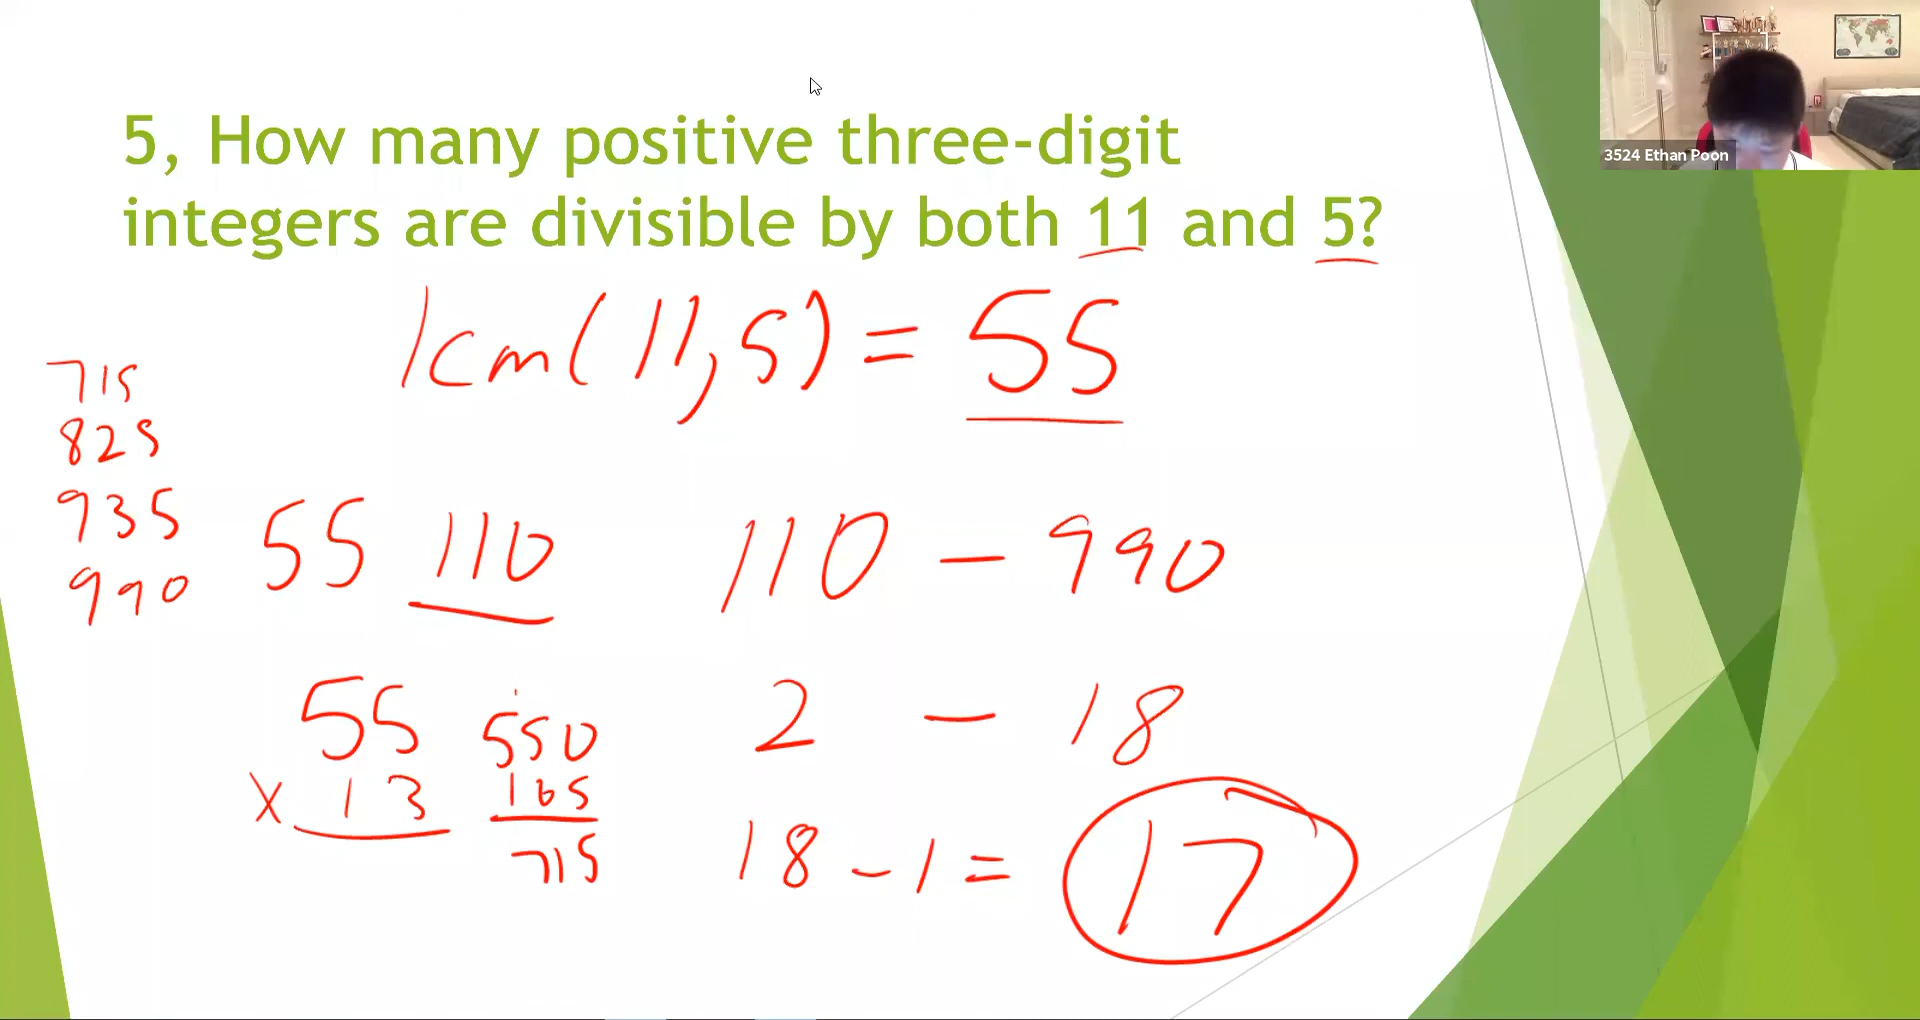 3524 Ethan Poon
5, How many positive three-digit
integers are divisible by both 11 and 5?
lcm(11,5) = 55
715
825
935
990
55 110
110 – 990
55
x 13
550
165
715
2 – 18
18 – 1 = 17